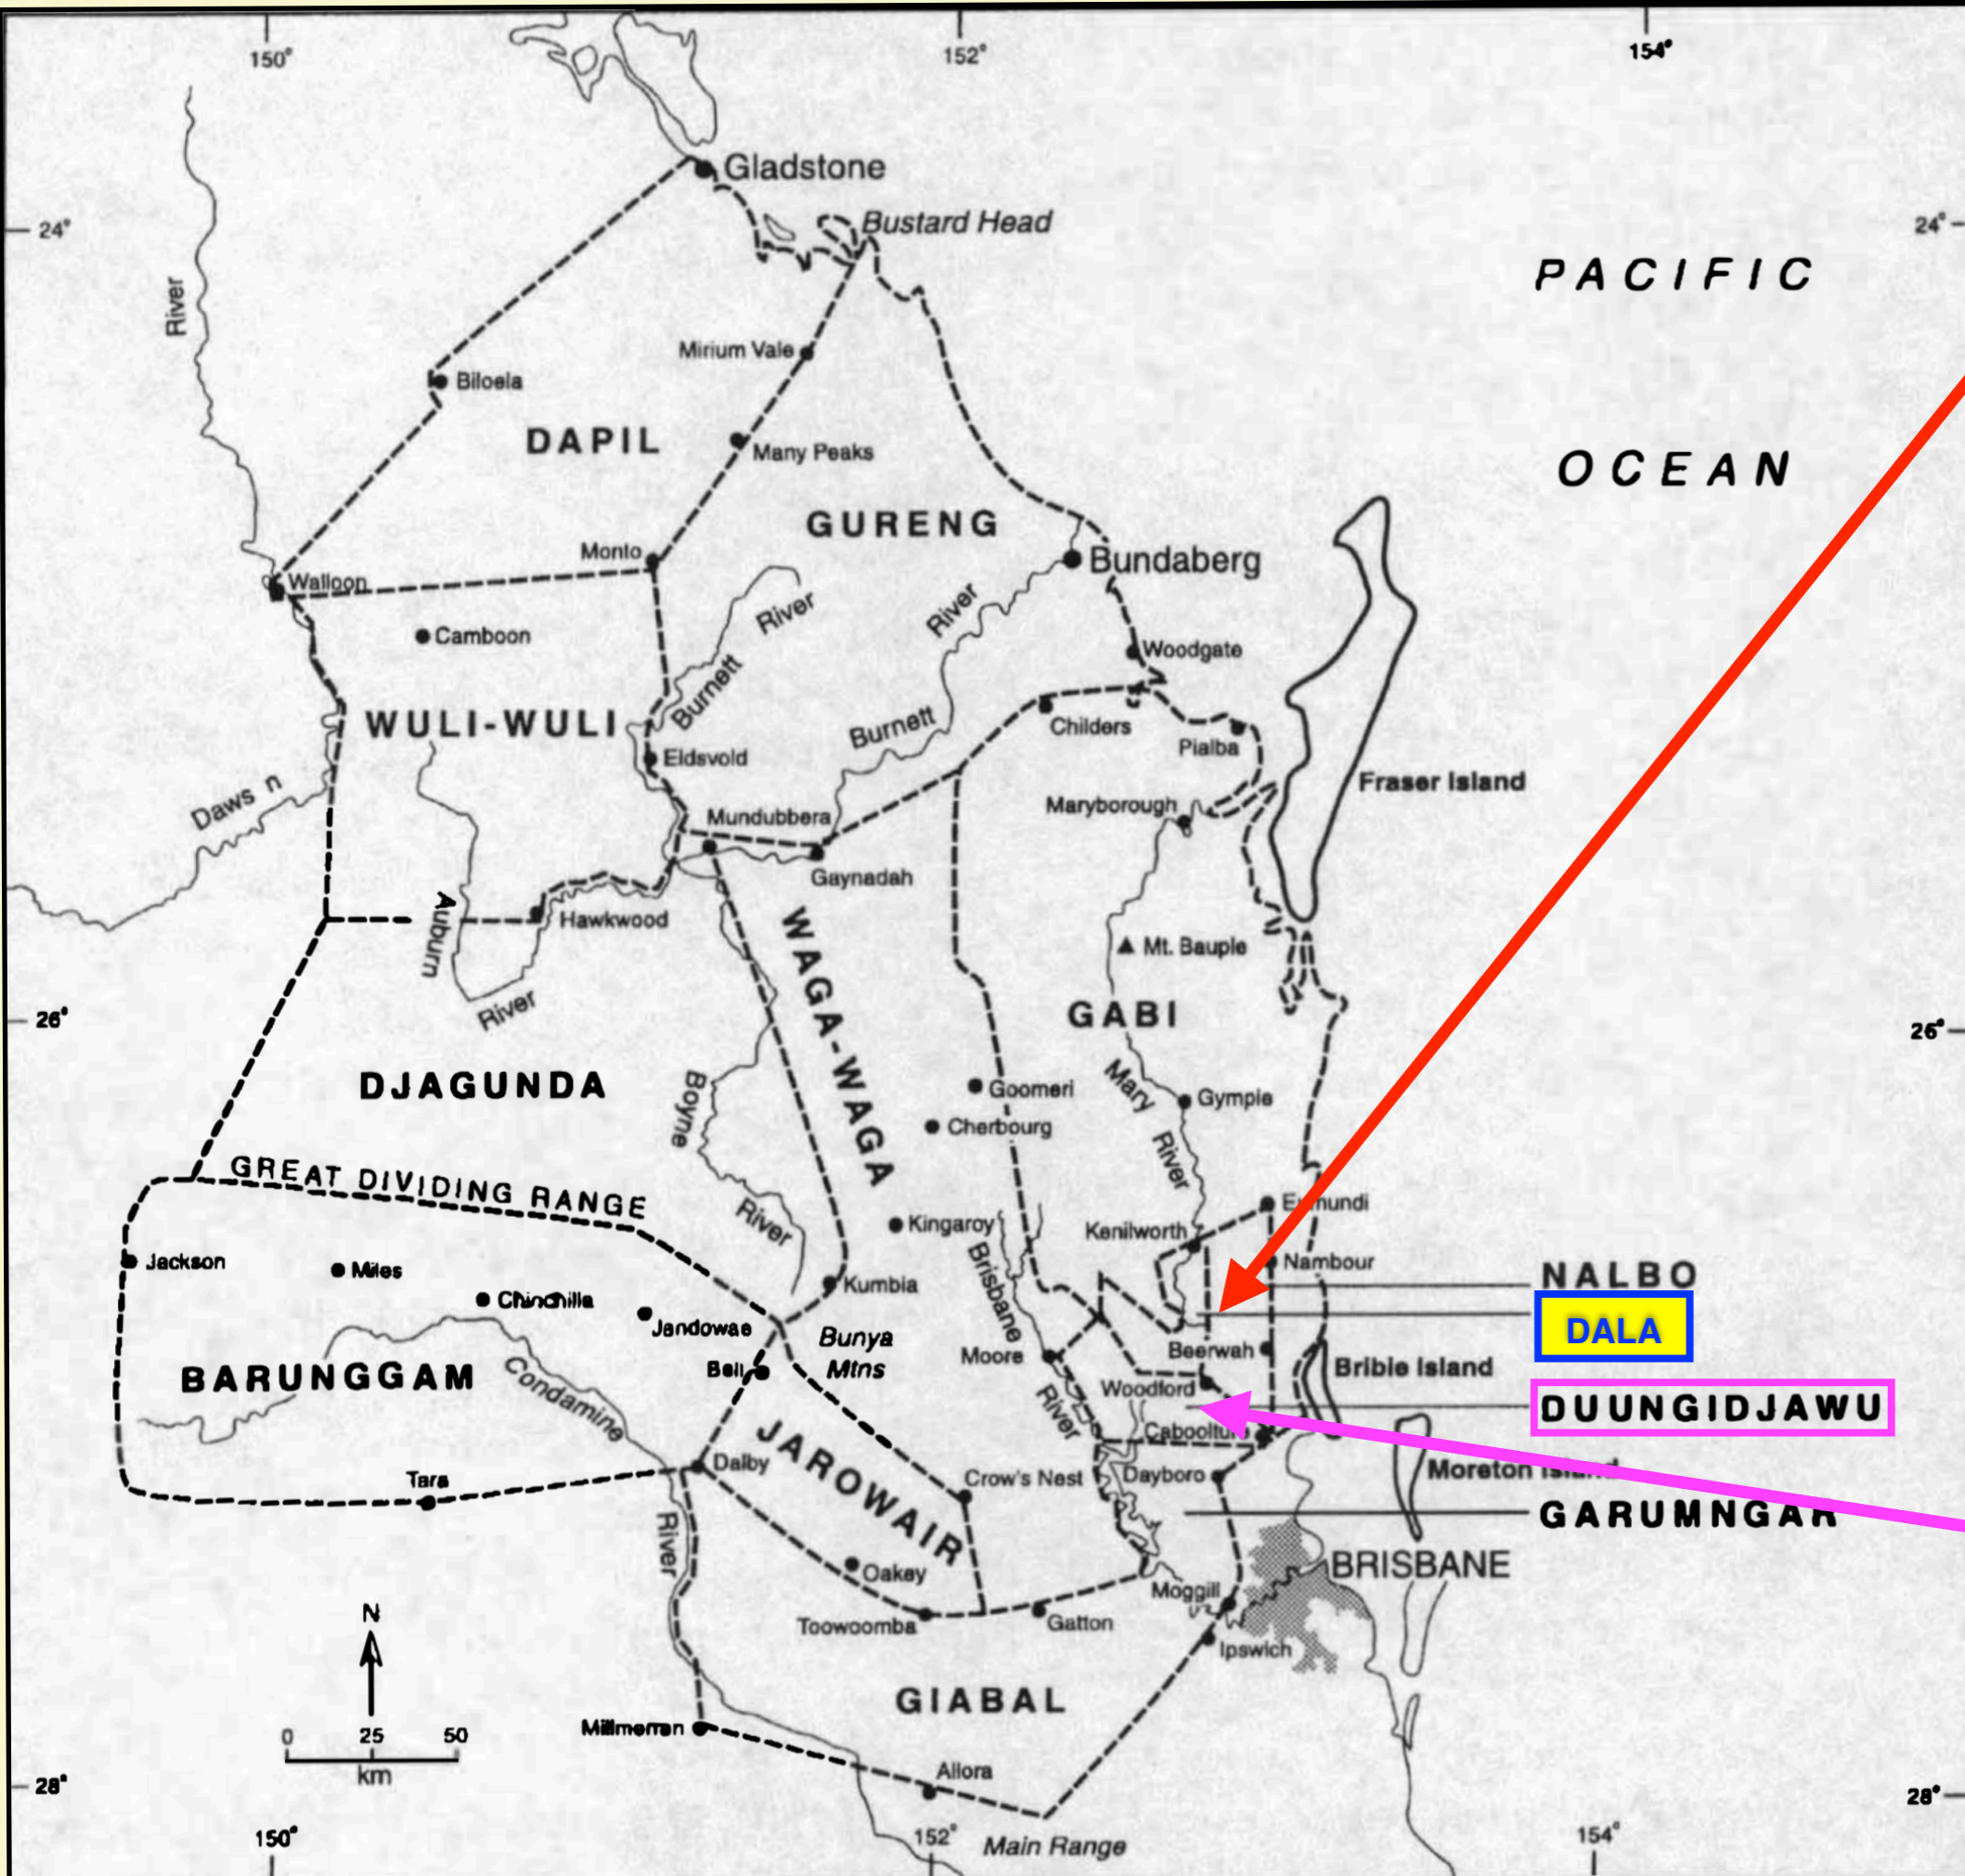 150°
152°
154°
Gladstone
Bustard Head
24°
24°
PACIFIC
River
Mirium Vale
Biloela
DAPIL
Many Peaks
OCEAN
GURENG
Monto
Bundaberg
Walloon
River
River
Camboon
Woodgate
Burnett
WULI-WULI
Burnett
Childers
Pialba
Eidsvold
Fraser Island
Daws n
Maryborough
Mundubbera
Gaynadah
Auburn
Hawkwood
WAGA-WAGA
Mt. Bauple
River
GABI
26°
26°
DJAGUNDA
Boyne
Goomeri
Mary
Gympie
Cherbourg
River
GREAT DIVIDING RANGE
River
Kingaroy
Kenilworth
Eumundi
Jackson
Miles
Brisbane
Nambour
NALBO
Kumbia
Chinchilla
Jandowae
Bunya
Mtns
DALA
Moore
Beerwah
Bribie Island
BARUNGGAM
Bell
Condamine
River
Woodford
DUUNGIDJAWU
Caboolture
JAROWAIR
Dalby
Tara
Crow's Nest
Dayboro
Moreton Island
GARUMNGAR
River
Oakey
BRISBANE
Moggill
N
Toowoomba
Gatton
Ipswich
GIABAL
Millmerran
0 25 50
km
Allora
28°
28°
150°
152°
Main Range
154°